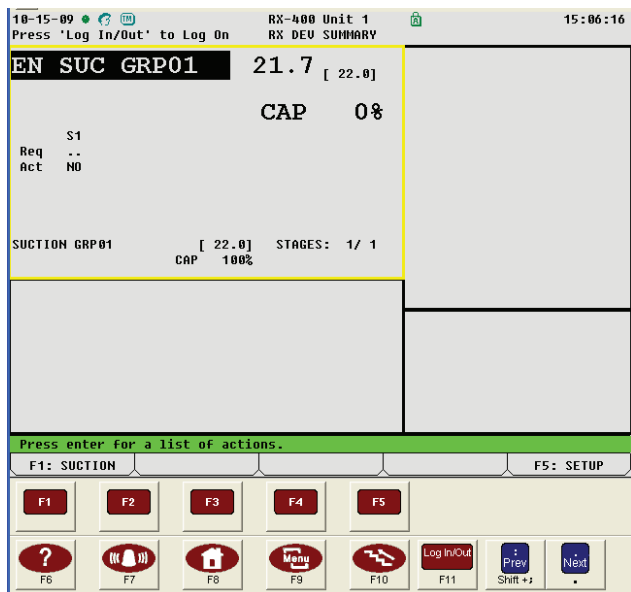 10-15-09 TM RX-400 Unit 1 A 15:06:16
Press 'Log In/Out' to Log On RX DEV SUMMARY
EN SUC GRP01 21.7 [ 22.0]
CAP 0%
S1
Req ..
Act NO
SUCTION GRP01 [ 22.0] STAGES: 1/ 1
CAP 100%
Press enter for a list of actions.
F1: SUCTION F5: SETUP
F1 F2 F3 F4 F5
? Menu Log In/Out : Prev . Next
F6 F7 F8 F9 F10 F11 Shift +; .